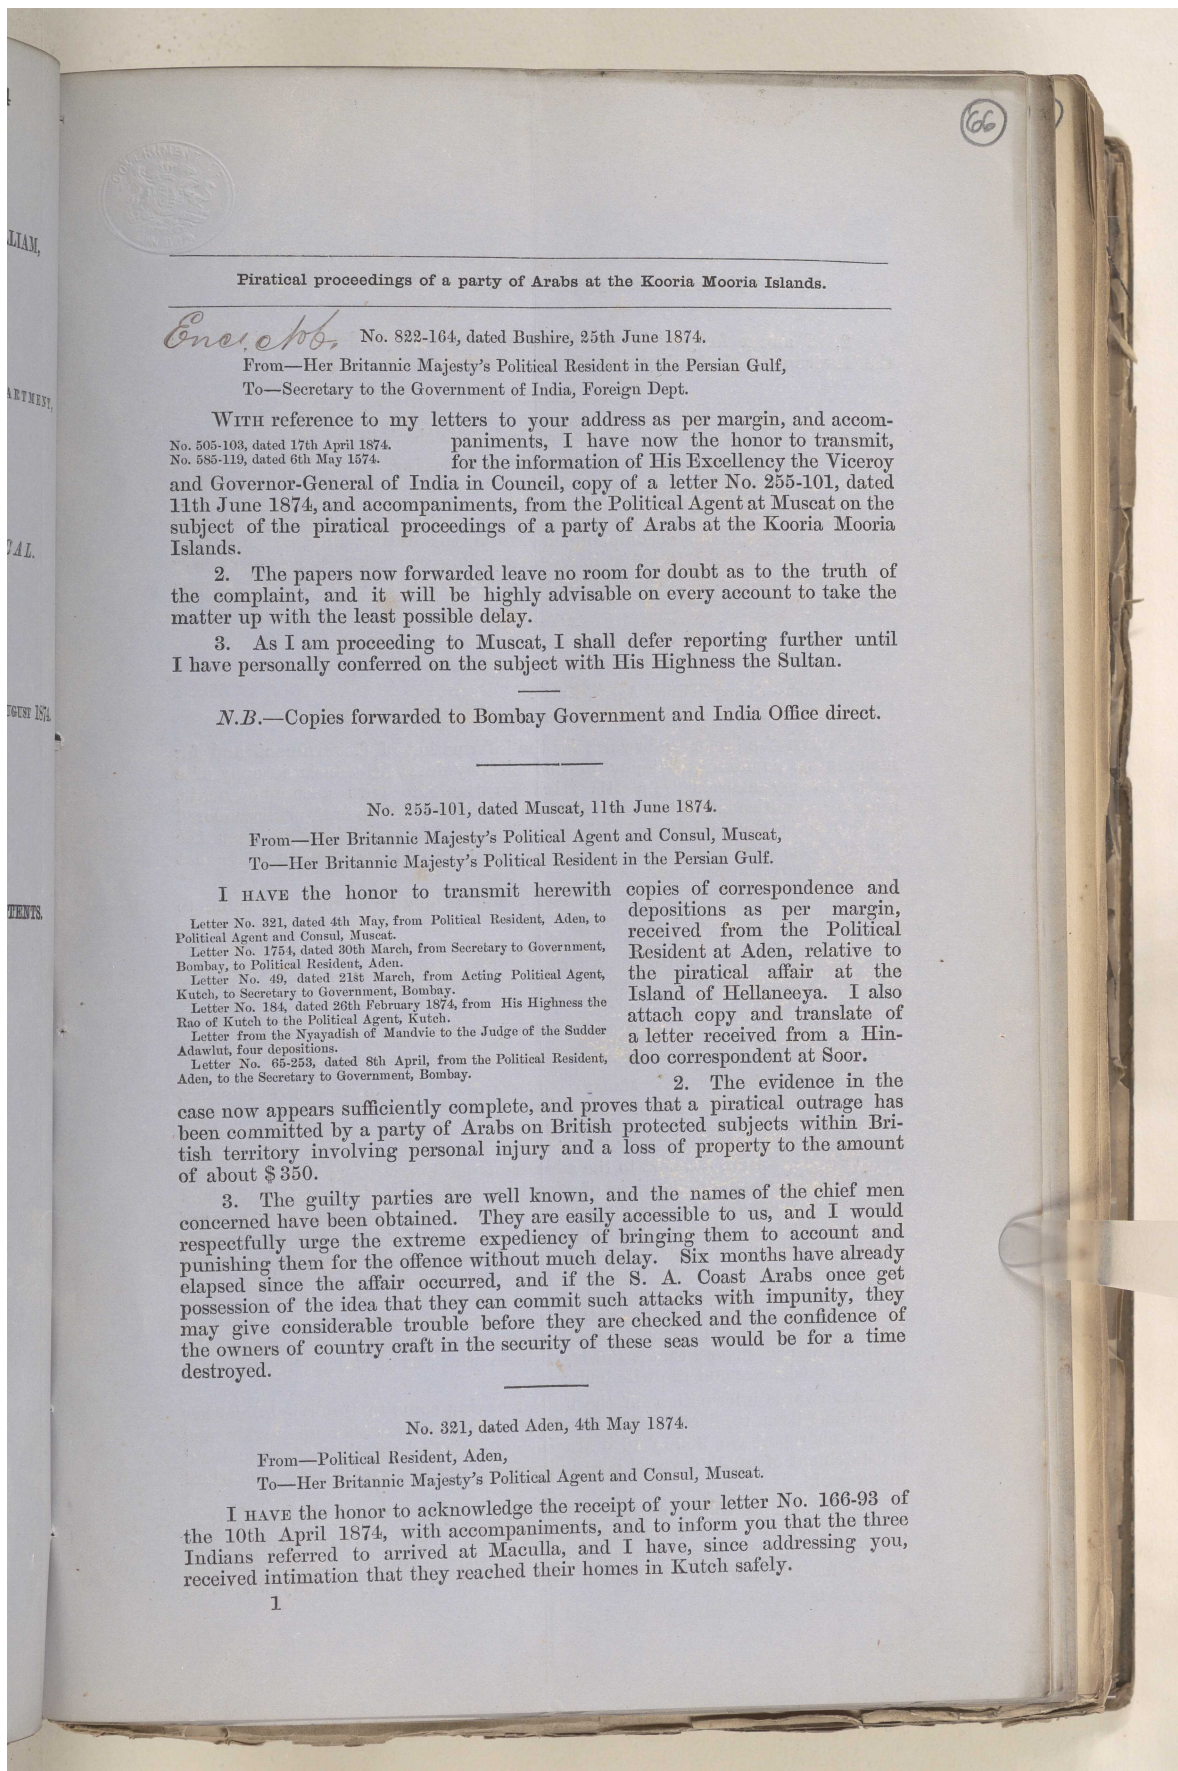 66
LIAM,
ARTMENT,
CAL.
UGUST 1874.
TENTS.
Piratical proceedings of a party of Arabs at the Kooria Mooria Islands.
Encl. No 6. No. 822-164, dated Bushire, 25th June 1874.
From—Her Britannic Majesty's Political Resident in the Persian Gulf,
To—Secretary to the Government of India, Foreign Dept.
WITH reference to my letters to your address as per margin, and accom-
No. 505-103, dated 17th April 1874.
No. 585-119, dated 6th May 1574.
paniments, I have now the honor to transmit,
for the information of His Excellency the Viceroy
and Governor-General of India in Council, copy of a letter No. 255-101, dated
11th June 1874, and accompaniments, from the Political Agent at Muscat on the
subject of the piratical proceedings of a party of Arabs at the Kooria Mooria
Islands.
2. The papers now forwarded leave no room for doubt as to the truth of
the complaint, and it will be highly advisable on every account to take the
matter up with the least possible delay.
3. As I am proceeding to Muscat, I shall defer reporting further until
I have personally conferred on the subject with His Highness the Sultan.
N.B.—Copies forwarded to Bombay Government and India Office direct.
No. 255-101, dated Muscat, 11th June 1874.
From—Her Britannic Majesty's Political Agent and Consul, Muscat,
To—Her Britannic Majesty's Political Resident in the Persian Gulf.
I HAVE the honor to transmit herewith copies of correspondence and
Letter No. 321, dated 4th May, from Political Resident, Aden, to
Political Agent and Consul, Muscat.
Letter No. 1754, dated 30th March, from Secretary to Government,
Bombay, to Political Resident, Aden.
Letter No. 49, dated 21st March, from Acting Political Agent,
Kutch, to Secretary to Government, Bombay.
Letter No. 184, dated 26th February 1874, from His Highness the
Rao of Kutch to the Political Agent, Kutch.
Letter from the Nyayadish of Mandvie to the Judge of the Sudder
Adawlut, four depositions.
Letter No. 65-253, dated 8th April, from the Political Resident,
Aden, to the Secretary to Government, Bombay.
depositions as per margin,
received from the Political
Resident at Aden, relative to
the piratical affair at the
Island of Hellaneeya. I also
attach copy and translate of
a letter received from a Hin-
doo correspondent at Soor.
2. The evidence in the
case now appears sufficiently complete, and proves that a piratical outrage has
been committed by a party of Arabs on British protected subjects within Bri-
tish territory involving personal injury and a loss of property to the amount
of about $ 350.
3. The guilty parties are well known, and the names of the chief men
concerned have been obtained. They are easily accessible to us, and I would
respectfully urge the extreme expediency of bringing them to account and
punishing them for the offence without much delay. Six months have already
elapsed since the affair occurred, and if the S. A. Coast Arabs once get
possession of the idea that they can commit such attacks with impunity, they
may give considerable trouble before they are checked and the confidence of
the owners of country craft in the security of these seas would be for a time
destroyed.
No. 321, dated Aden, 4th May 1874.
From—Political Resident, Aden,
To—Her Britannic Majesty's Political Agent and Consul, Muscat.
I HAVE the honor to acknowledge the receipt of your letter No. 166-93 of
the 10th April 1874, with accompaniments, and to inform you that the three
Indians referred to arrived at Maculla, and I have, since addressing you,
received intimation that they reached their homes in Kutch safely.
1